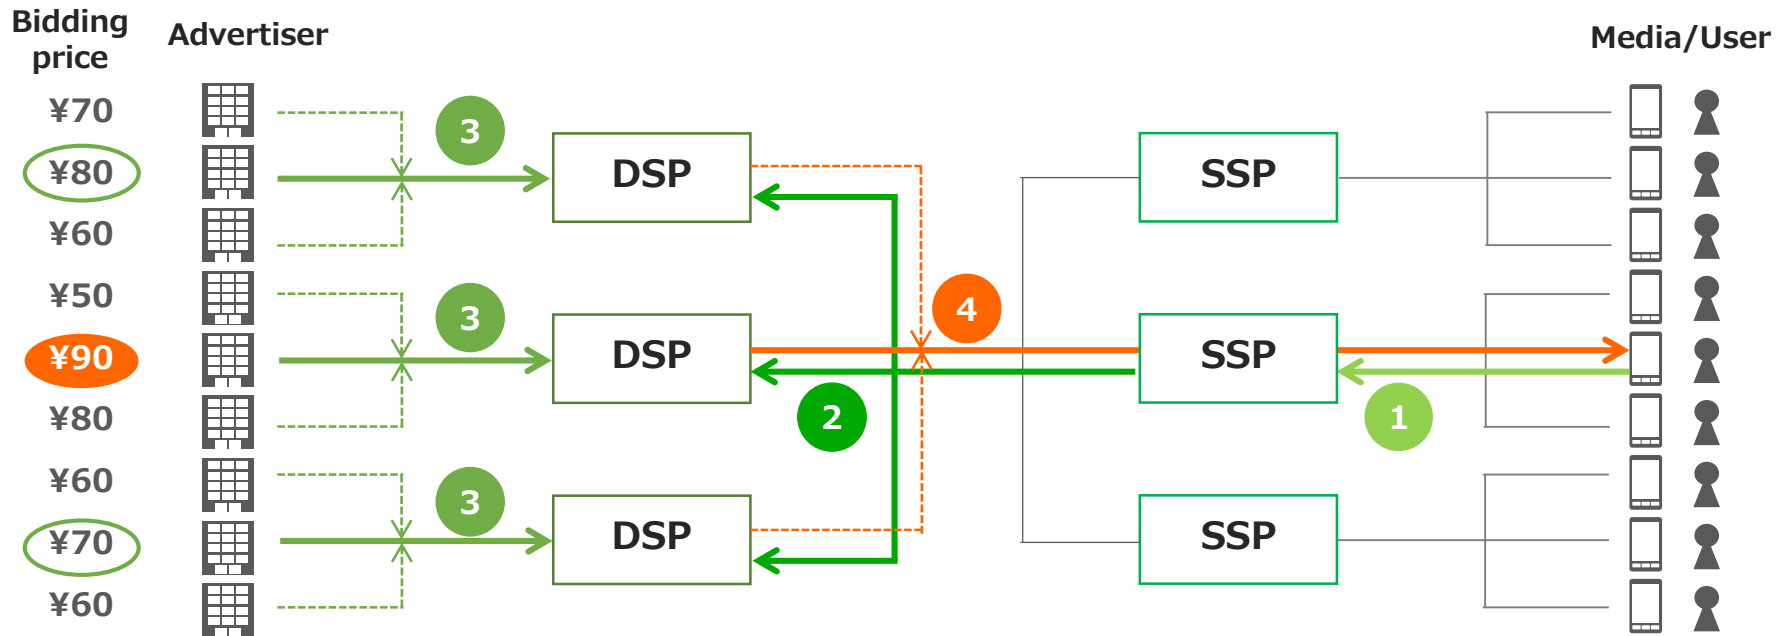 Bidding
price
Advertiser
Media/User
¥70
¥80
¥60
¥50
¥90
¥80
¥60
¥70
¥60
3
DSP
SSP
3
DSP
4
SSP
2
1
3
DSP
SSP